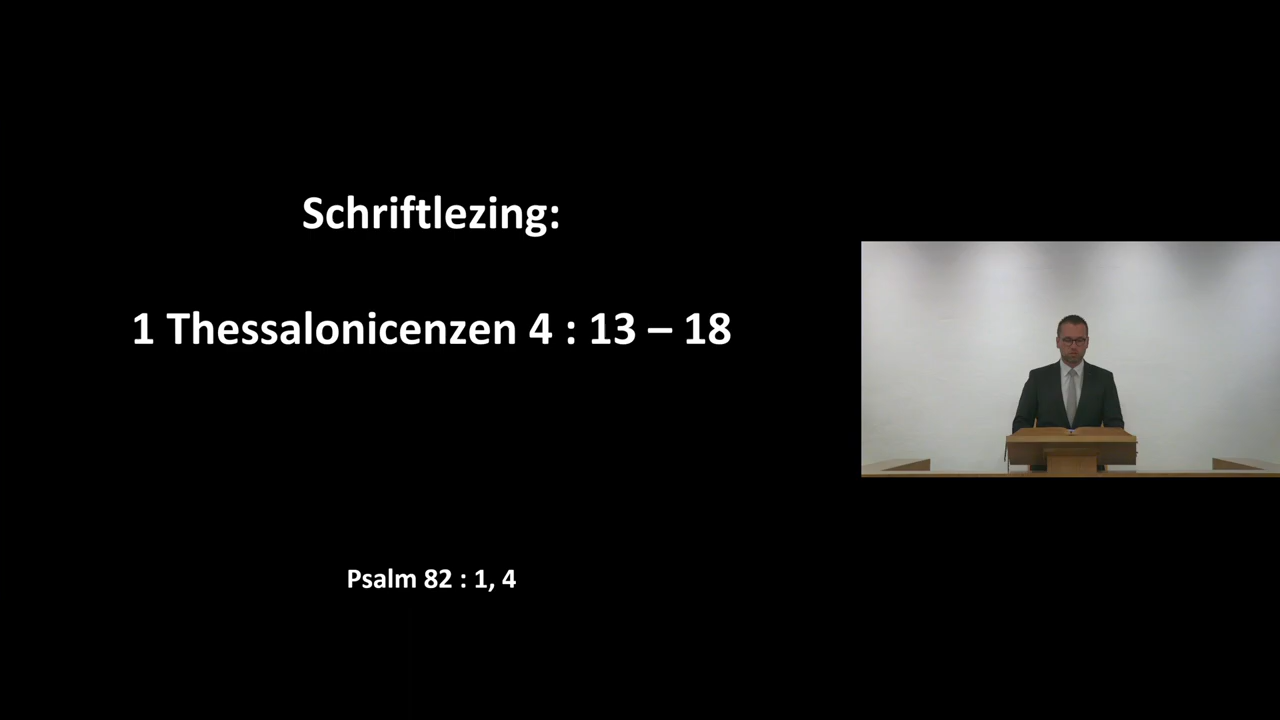 Schriftlezing:
1 Thessalonicenzen 4 : 13 – 18
Psalm 82 : 1, 4